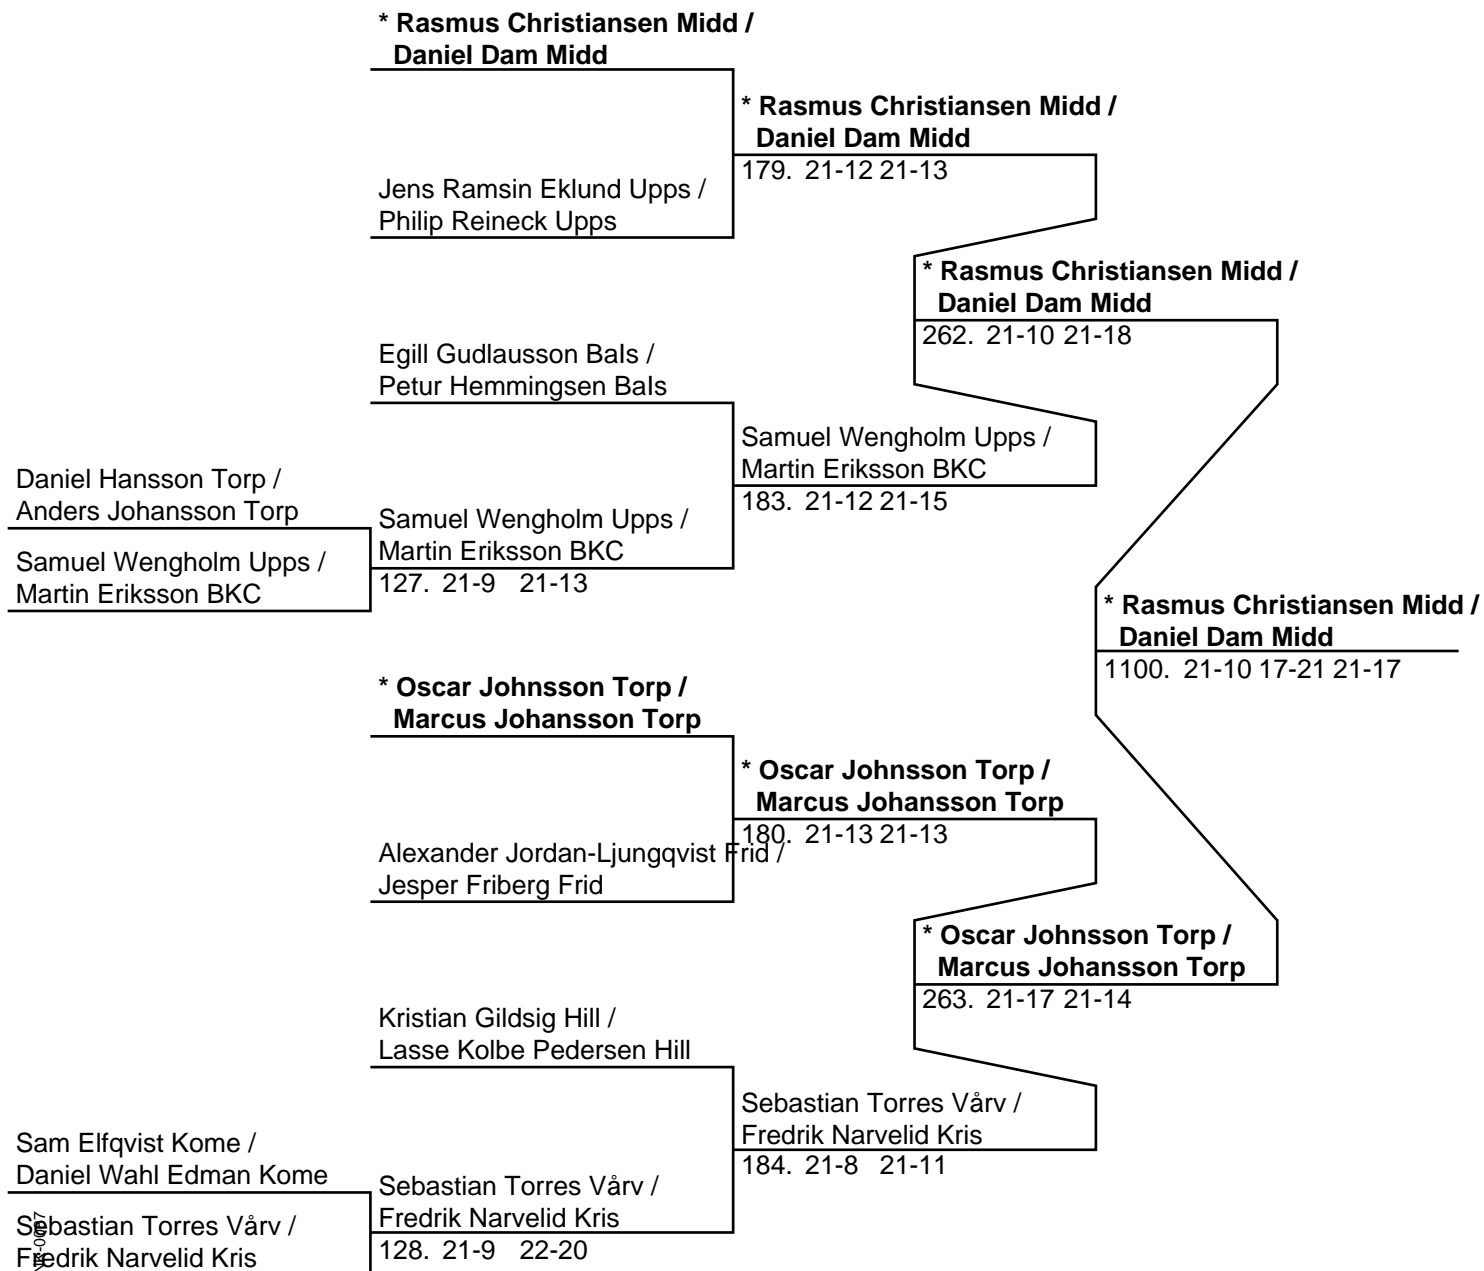 * Rasmus Christiansen Midd /
Daniel Dam Midd
* Rasmus Christiansen Midd /
Daniel Dam Midd
179. 21-12 21-13
Jens Ramsin Eklund Upps /
Philip Reineck Upps
* Rasmus Christiansen Midd /
Daniel Dam Midd
262. 21-10 21-18
Egill Gudlausson BaIs /
Petur Hemmingsen BaIs
Samuel Wengholm Upps /
Martin Eriksson BKC
183. 21-12 21-15
Daniel Hansson Torp /
Anders Johansson Torp
Samuel Wengholm Upps /
Martin Eriksson BKC
127. 21-9 21-13
Samuel Wengholm Upps /
Martin Eriksson BKC
* Rasmus Christiansen Midd /
Daniel Dam Midd
1100. 21-10 17-21 21-17
* Oscar Johnsson Torp /
Marcus Johansson Torp
* Oscar Johnsson Torp /
Marcus Johansson Torp
180. 21-13 21-13
Alexander Jordan-Ljungqvist Frid /
Jesper Friberg Frid
* Oscar Johnsson Torp /
Marcus Johansson Torp
263. 21-17 21-14
Kristian Gildsig Hill /
Lasse Kolbe Pedersen Hill
Sebastian Torres Vårv /
Fredrik Narvelid Kris
184. 21-8 21-11
Sam Elfqvist Kome /
Daniel Wahl Edman Kome
Sebastian Torres Vårv /
Fredrik Narvelid Kris
128. 21-9 22-20
Sebastian Torres Vårv /
Fredrik Narvelid Kris